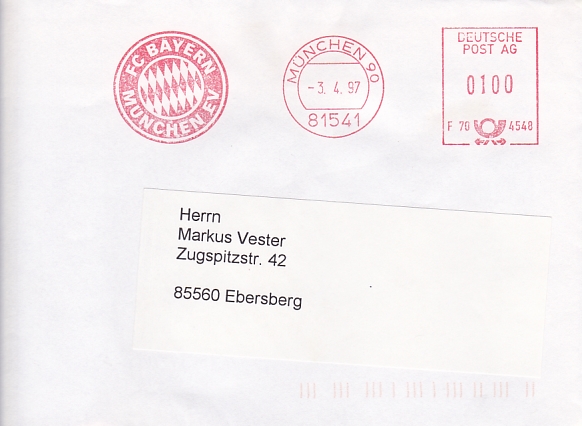 FC BAYERN
MÜNCHEN EV
MÜNCHEN 90
-3. 4. 97
81541
DEUTSCHE
POST AG
0100
F 70 4548
Herrn
Markus Vester
Zugspitzstr. 42
85560 Ebersberg